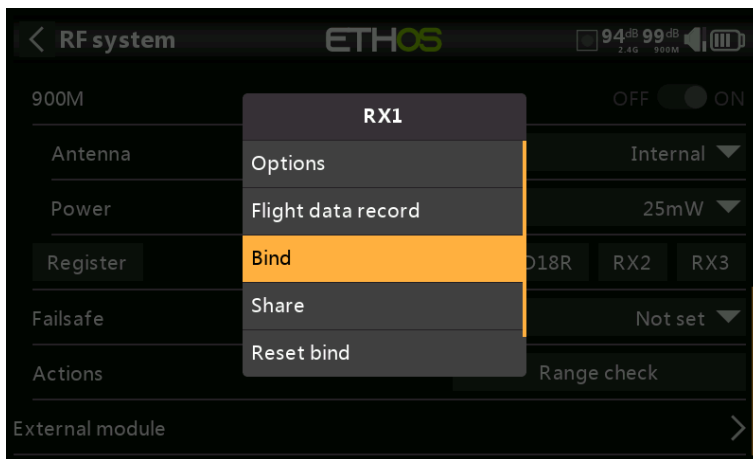 RF system
ETHOS
94dB 2.4G 99dB 900M
900M
OFF ON
RX1
Antenna
Internal
Options
Power
25mW
Flight data record
Register
Bind
RX2
RX3
Failsafe
Not set
Share
Reset bind
Actions
Range check
External module